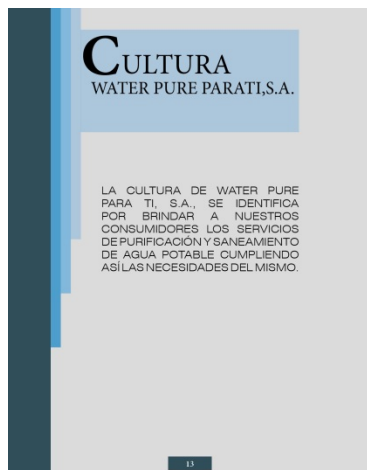 CULTURA
WATER PURE PARATI,S.A.
LA CULTURA DE WATER PURE
PARA TI, S.A., SE IDENTIFICA
POR BRINDAR A NUESTROS
CONSUMIDORES LOS SERVICIOS
DE PURIFICACIÓN Y SANEAMIENTO
DE AGUA POTABLE CUMPLIENDO
ASÍ LAS NECESIDADES DEL MISMO.
13